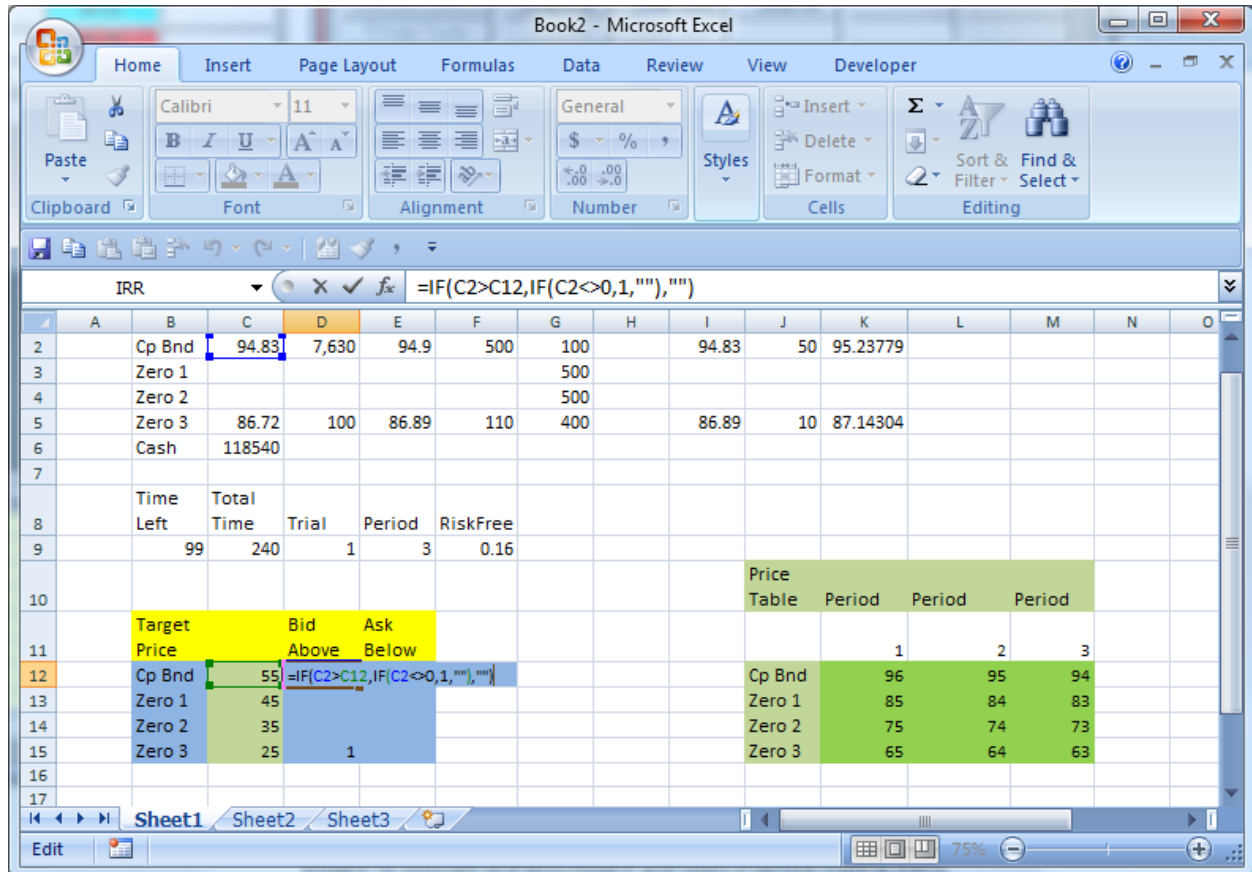 Book2 - Microsoft Excel
Home Insert Page Layout Formulas Data Review View Developer
Calibri 11 General Insert Σ
Paste B I U A A $ % , Styles Delete Sort & Find &
Format Filter Select
Clipboard Font Alignment Number Cells Editing
IRR fx =IF(C2>C12,IF(C2<>0,1,""),"")
A B C D E F G H I J K L M N O
2 Cp Bnd 94.83 7,630 94.9 500 100 94.83 50 95.23779
3 Zero 1 500
4 Zero 2 500
5 Zero 3 86.72 100 86.89 110 400 86.89 10 87.14304
6 Cash 118540
7
Time Total
8 Left Time Trial Period RiskFree
9 99 240 1 3 0.16
Price
10 Table Period Period Period
Target Bid Ask
11 Price Above Below 1 2 3
12 Cp Bnd 55 =IF(C2>C12,IF(C2<>0,1,""),"") Cp Bnd 96 95 94
13 Zero 1 45 Zero 1 85 84 83
14 Zero 2 35 Zero 2 75 74 73
15 Zero 3 25 1 Zero 3 65 64 63
16
17
Sheet1 Sheet2 Sheet3
Edit 75%